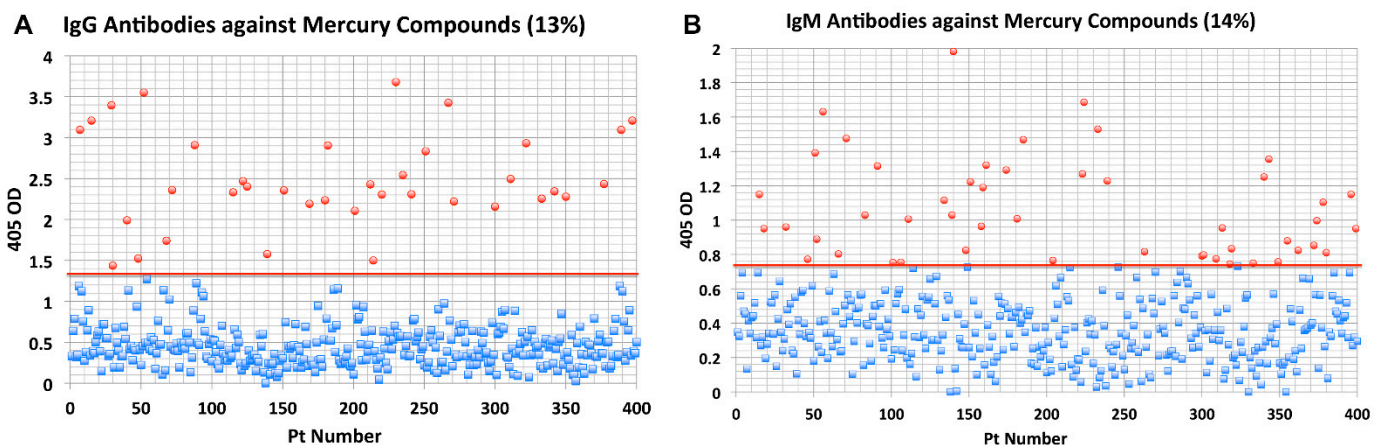 A IgG Antibodies against Mercury Compounds (13%)
4
3.5
3
2.5
2
1.5
1
0.5
0
405 OD
0 50 100 150 200 250 300 350 400
Pt Number
B IgM Antibodies against Mercury Compounds (14%)
2
1.8
1.6
1.4
1.2
1
0.8
0.6
0.4
0.2
0
405 OD
0 50 100 150 200 250 300 350 400
Pt Number